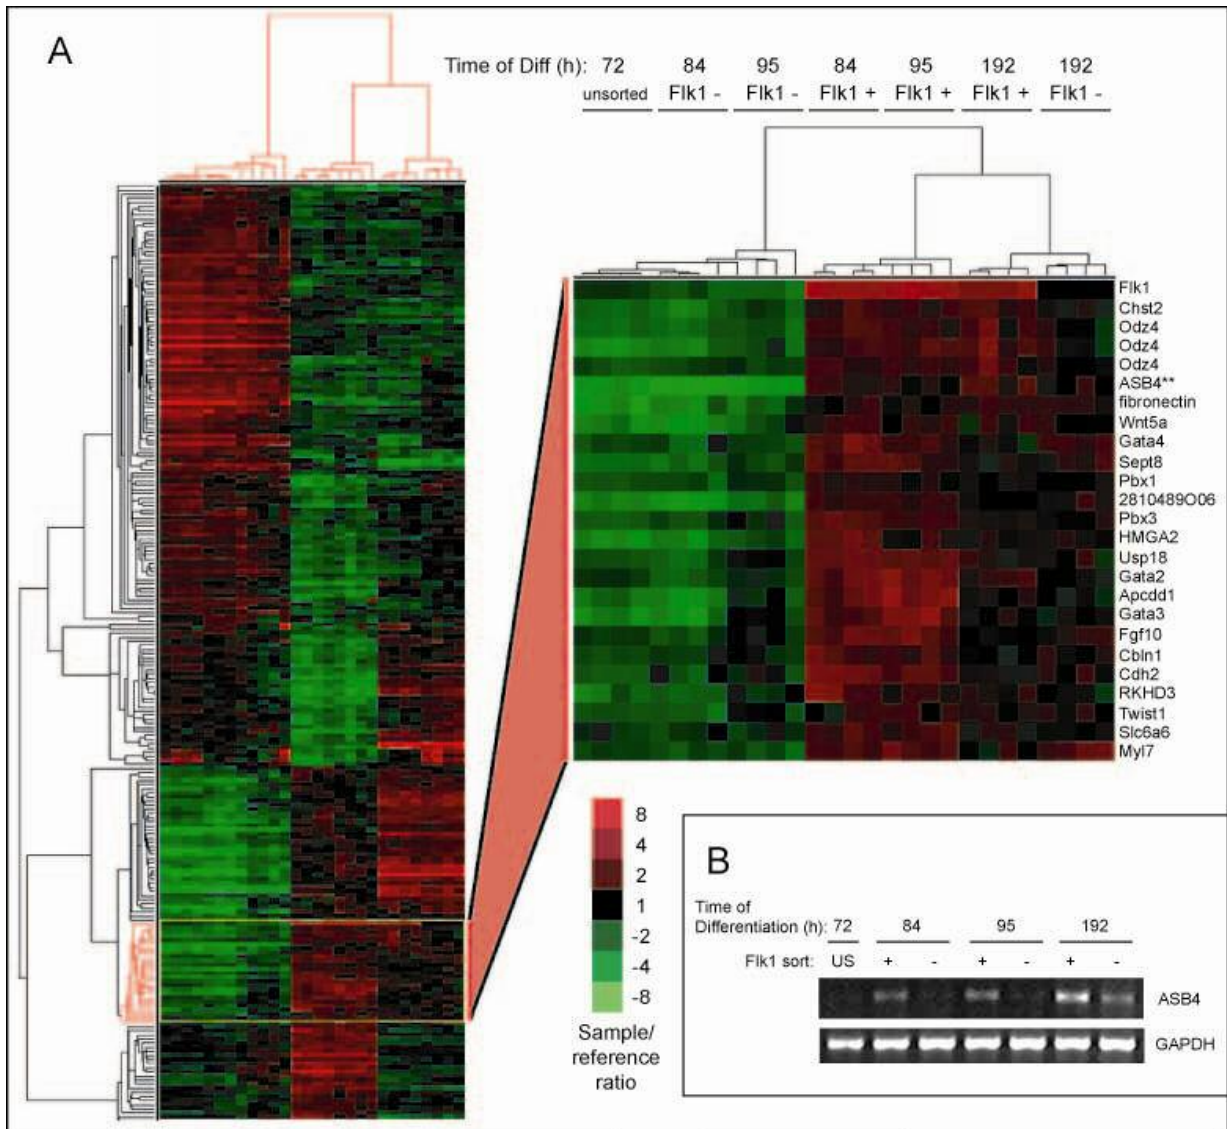 A
Time of Diff (h): 72 84 95 84 95 192 192
unsorted Flk1 - Flk1 - Flk1 + Flk1 + Flk1 + Flk1 -
Flk1
Chst2
Odz4
Odz4
Odz4
ASB4**
fibronectin
Wnt5a
Gata4
Sept8
Pbx1
2810489O06
Pbx3
HMGA2
Usp18
Gata2
Apcdd1
Gata3
Fgf10
Cbln1
Cdh2
RKHD3
Twist1
Slc6a6
Myl7
8
4
2
1
-2
-4
-8
Sample/
reference
ratio
B
Time of
Differentiation (h): 72 84 95 192
Flk1 sort: US + - + - + -
ASB4
GAPDH